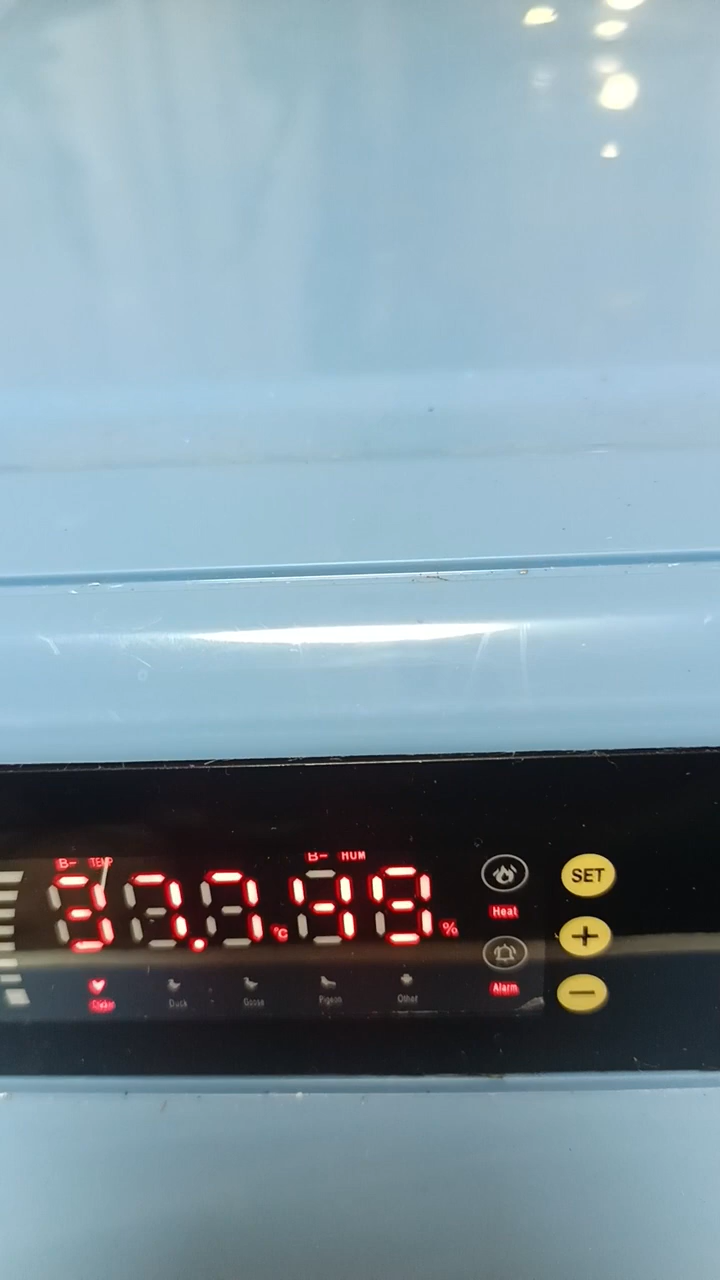 B- TEMP B- HUM
37.7 °C 49 %
Heat
Alarm
Chicken Duck Goose Pigeon Other
SET
+
−